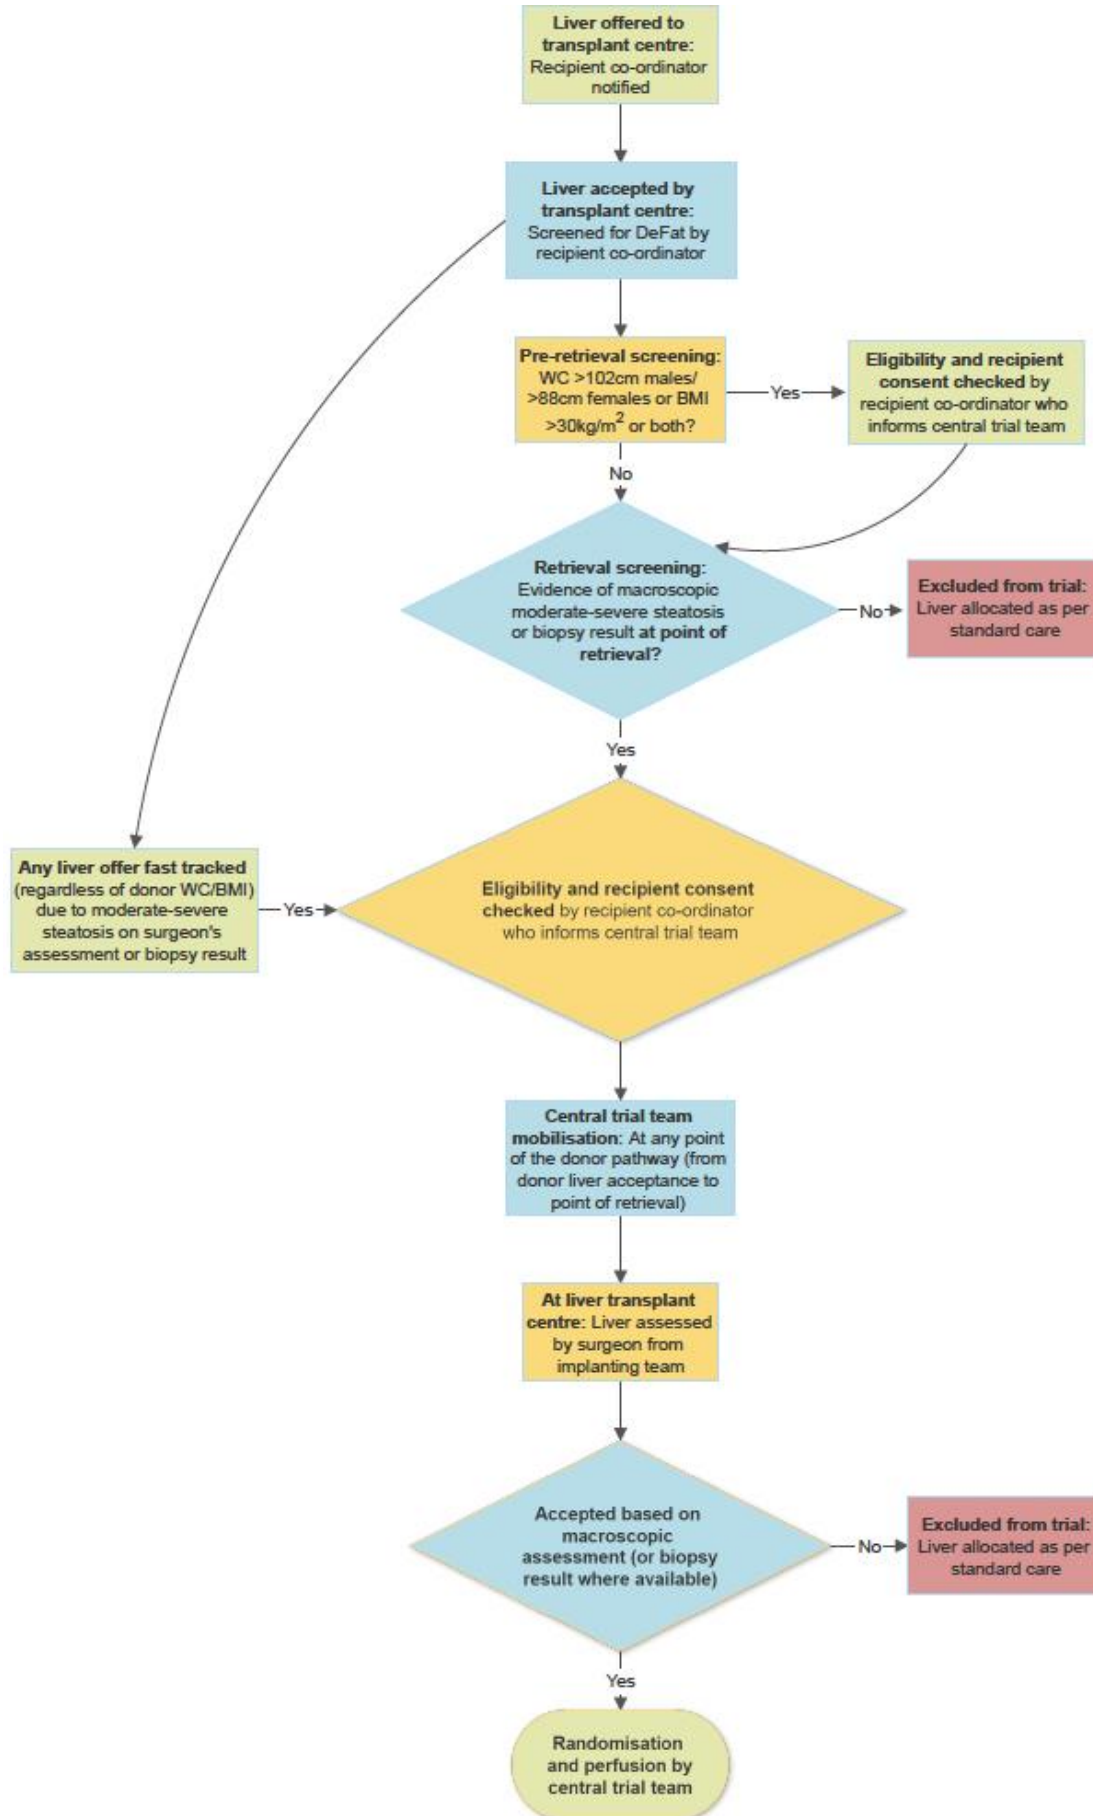 Liver offered to
transplant centre:
Recipient co-ordinator
notified
Liver accepted by
transplant centre:
Screened for DeFat by
recipient co-ordinator
Pre-retrieval screening:
WC >102cm males/
>88cm females or BMI
>30kg/m² or both?
Yes
Eligibility and recipient
consent checked by
recipient co-ordinator who
informs central trial team
No
Retrieval screening:
Evidence of macroscopic
moderate-severe steatosis
or biopsy result at point of
retrieval?
No
Excluded from trial:
Liver allocated as per
standard care
Yes
Any liver offer fast tracked
(regardless of donor WC/BMI)
due to moderate-severe
steatosis on surgeon's
assessment or biopsy result
Yes
Eligibility and recipient consent
checked by recipient co-ordinator
who informs central trial team
Central trial team
mobilisation: At any point
of the donor pathway (from
donor liver acceptance to
point of retrieval)
At liver transplant
centre: Liver assessed
by surgeon from
implanting team
Accepted based on
macroscopic
assessment (or biopsy
result where available)
No
Excluded from trial:
Liver allocated as per
standard care
Yes
Randomisation
and perfusion by
central trial team